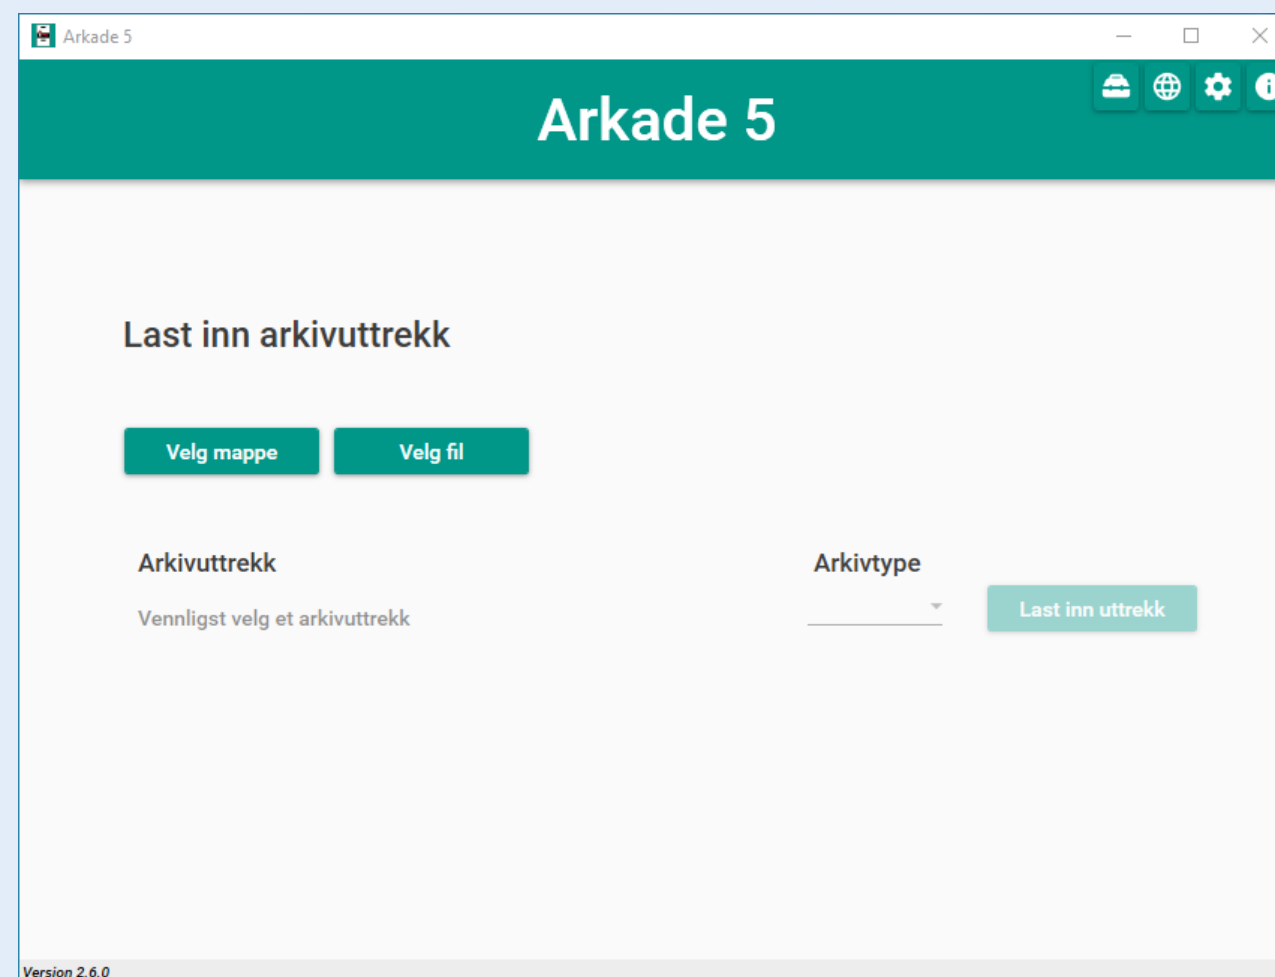 Arkade 5
Arkade 5
Last inn arkivuttrekk
Velg mappe Velg fil
Arkivuttrekk Arkivtype
Vennligst velg et arkivuttrekk Last inn uttrekk
Version 2.6.0